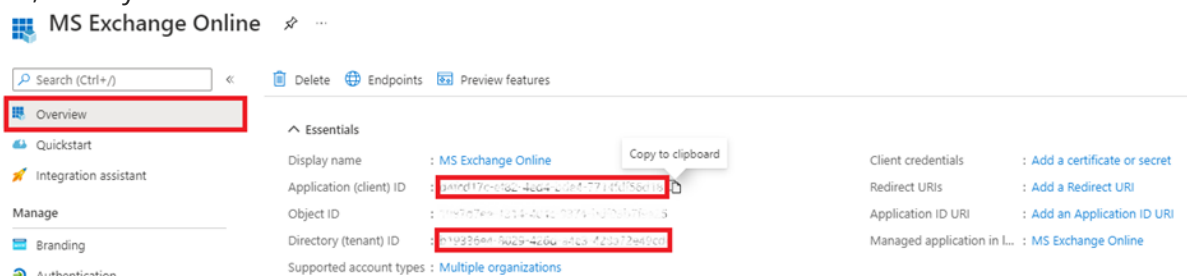 MS Exchange Online
Search (Ctrl+/)
Delete Endpoints Preview features
Overview
Essentials
Quickstart
Copy to clipboard
Display name : MS Exchange Online
Client credentials : Add a certificate or secret
Integration assistant
Application (client) ID :
Redirect URIs : Add a Redirect URI
Manage
Object ID :
Application ID URI : Add an Application ID URI
Branding
Directory (tenant) ID :
Managed application in l... : MS Exchange Online
Authentication
Supported account types : Multiple organizations